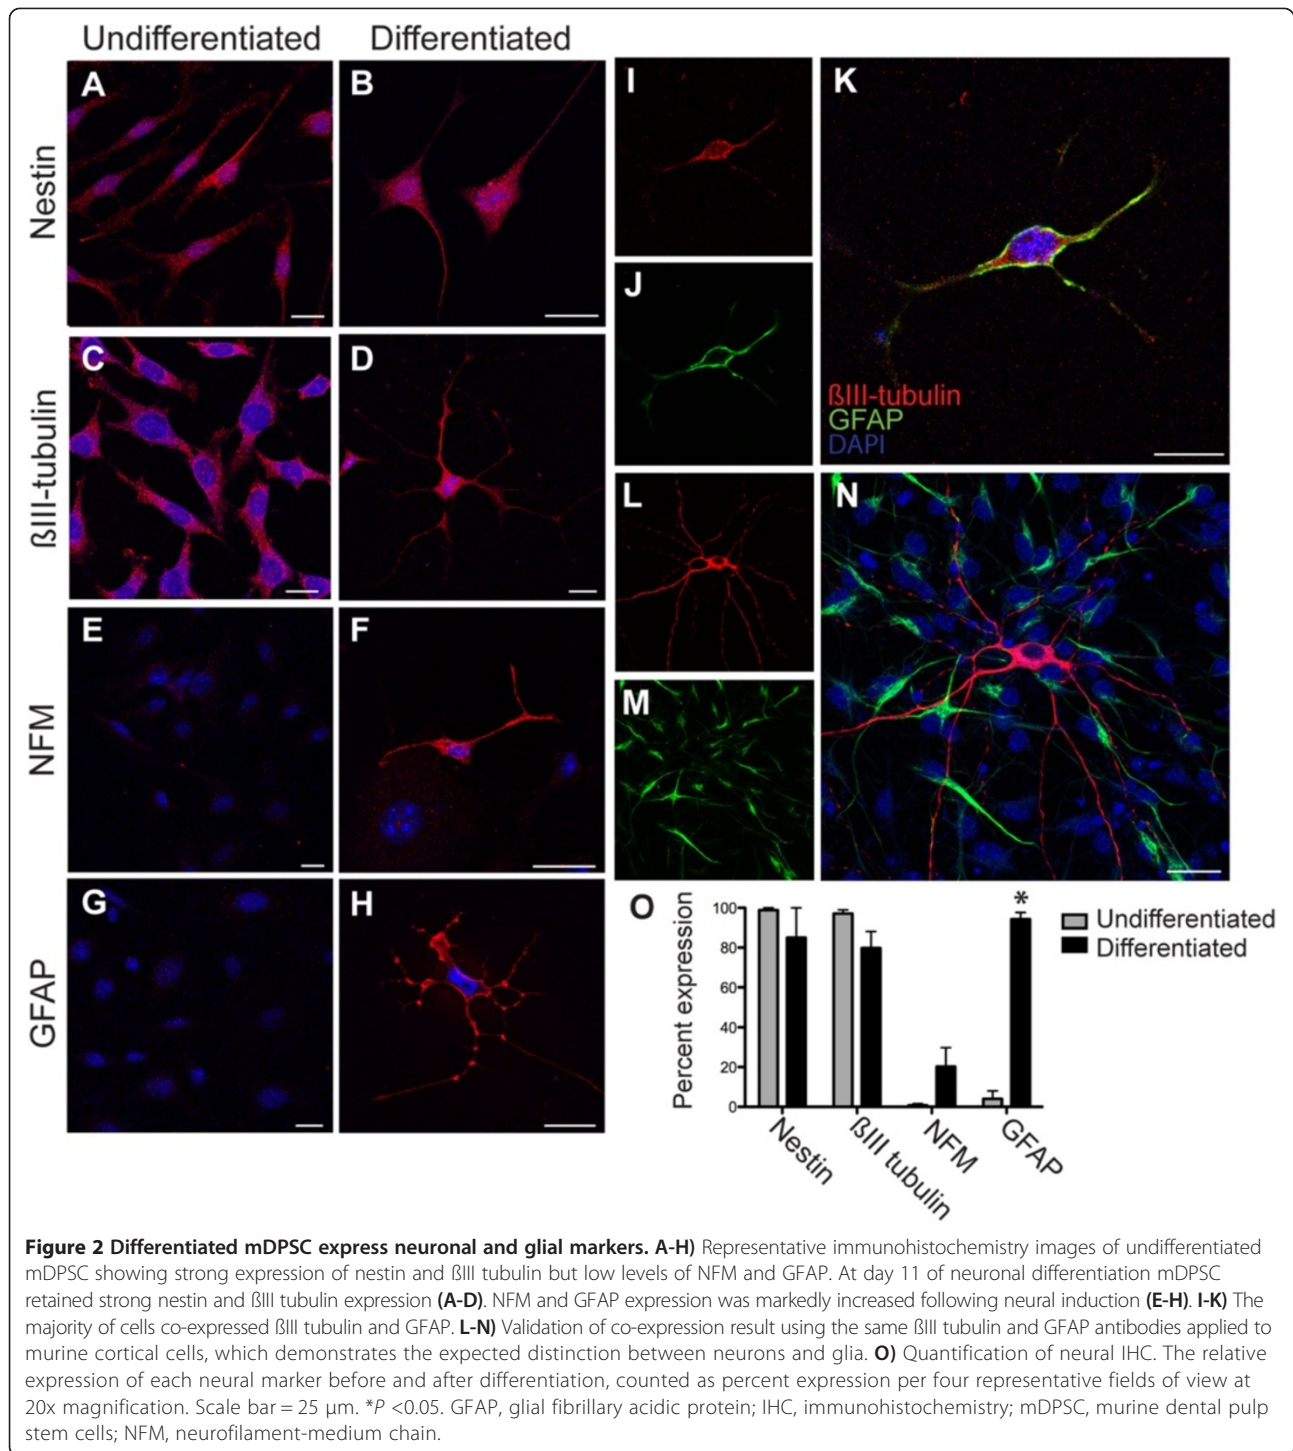 Undifferentiated Differentiated
A B
Nestin
C D
ßIII-tubulin
E F
NFM
G H
GFAP
I
J
K
ßIII-tubulin
GFAP
DAPI
L
M
N
O
*
Percent expression
100
80
60
40
20
0
Nestin
ßIII tubulin
NFM
GFAP
Undifferentiated
Differentiated
Figure 2 Differentiated mDPSC express neuronal and glial markers. A-H) Representative immunohistochemistry images of undifferentiated
mDPSC showing strong expression of nestin and ßIII tubulin but low levels of NFM and GFAP. At day 11 of neuronal differentiation mDPSC
retained strong nestin and ßIII tubulin expression (A-D). NFM and GFAP expression was markedly increased following neural induction (E-H). I-K) The
majority of cells co-expressed ßIII tubulin and GFAP. L-N) Validation of co-expression result using the same ßIII tubulin and GFAP antibodies applied to
murine cortical cells, which demonstrates the expected distinction between neurons and glia. O) Quantification of neural IHC. The relative
expression of each neural marker before and after differentiation, counted as percent expression per four representative fields of view at
20x magnification. Scale bar = 25 μm. *P <0.05. GFAP, glial fibrillary acidic protein; IHC, immunohistochemistry; mDPSC, murine dental pulp
stem cells; NFM, neurofilament-medium chain.